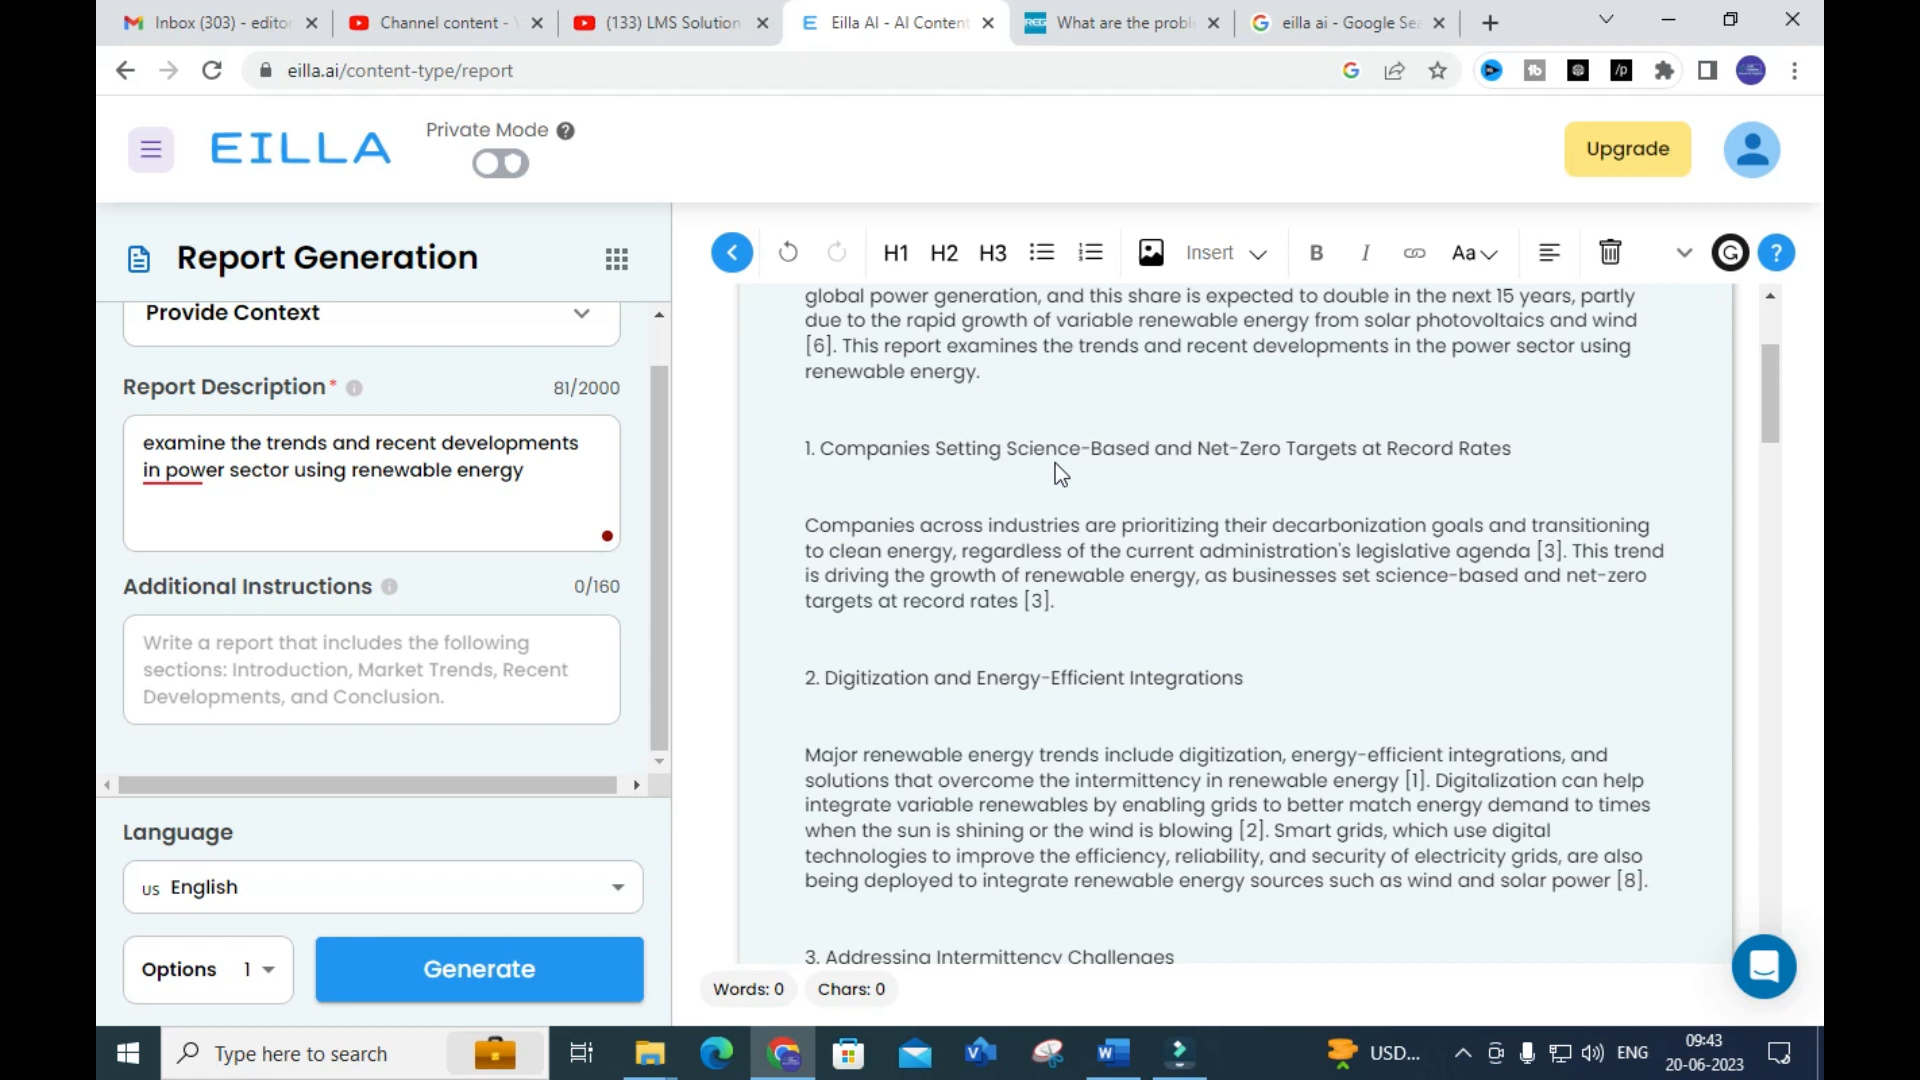 Inbox (303) - editor
Channel content - Y
(133) LMS Solution
Eilla AI - AI Content
What are the probl
eilla ai - Google Sea
eilla.ai/content-type/report
EILLA
Private Mode
Upgrade
Report Generation
Provide Context
Report Description*
81/2000
examine the trends and recent developments
in power sector using renewable energy
Additional Instructions
0/160
Write a report that includes the following
sections: Introduction, Market Trends, Recent
Developments, and Conclusion.
Language
US English
Options 1
Generate
H1 H2 H3
Insert
B I
Aa
global power generation, and this share is expected to double in the next 15 years, partly
due to the rapid growth of variable renewable energy from solar photovoltaics and wind
[6]. This report examines the trends and recent developments in the power sector using
renewable energy.
1. Companies Setting Science-Based and Net-Zero Targets at Record Rates
Companies across industries are prioritizing their decarbonization goals and transitioning
to clean energy, regardless of the current administration's legislative agenda [3]. This trend
is driving the growth of renewable energy, as businesses set science-based and net-zero
targets at record rates [3].
2. Digitization and Energy-Efficient Integrations
Major renewable energy trends include digitization, energy-efficient integrations, and
solutions that overcome the intermittency in renewable energy [1]. Digitalization can help
integrate variable renewables by enabling grids to better match energy demand to times
when the sun is shining or the wind is blowing [2]. Smart grids, which use digital
technologies to improve the efficiency, reliability, and security of electricity grids, are also
being deployed to integrate renewable energy sources such as wind and solar power [8].
3. Addressing Intermittency Challenges
Words: 0
Chars: 0
Type here to search
USD...
ENG
09:43
20-06-2023